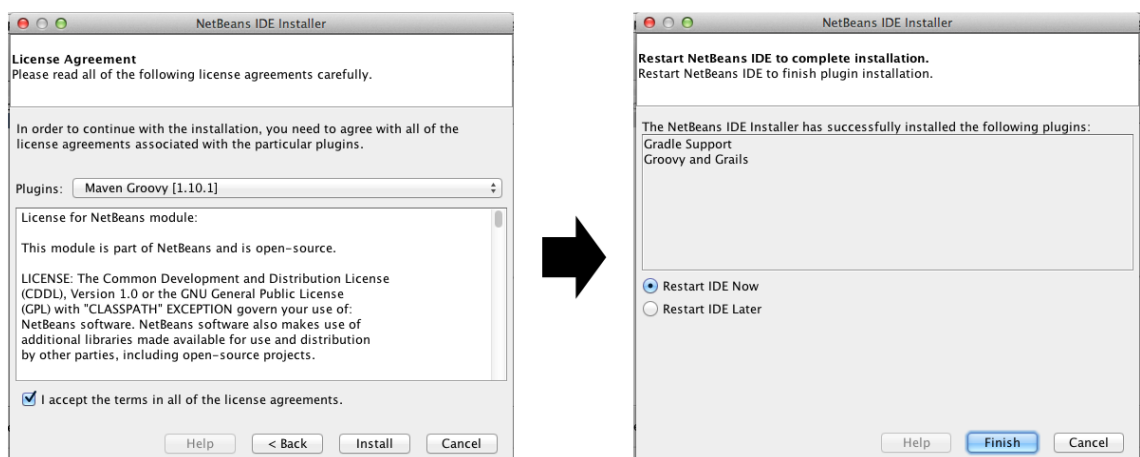 NetBeans IDE Installer
License Agreement
Please read all of the following license agreements carefully.
In order to continue with the installation, you need to agree with all of the
license agreements associated with the particular plugins.
Plugins: Maven Groovy [1.10.1]
License for NetBeans module:
This module is part of NetBeans and is open-source.
LICENSE: The Common Development and Distribution License
(CDDL), Version 1.0 or the GNU General Public License
(GPL) with "CLASSPATH" EXCEPTION govern your use of:
NetBeans software. NetBeans software also makes use of
additional libraries made available for use and distribution
by other parties, including open-source projects.
I accept the terms in all of the license agreements.
Help < Back Install Cancel
NetBeans IDE Installer
Restart NetBeans IDE to complete installation.
Restart NetBeans IDE to finish plugin installation.
The NetBeans IDE Installer has successfully installed the following plugins:
Gradle Support
Groovy and Grails
Restart IDE Now
Restart IDE Later
Help Finish Cancel